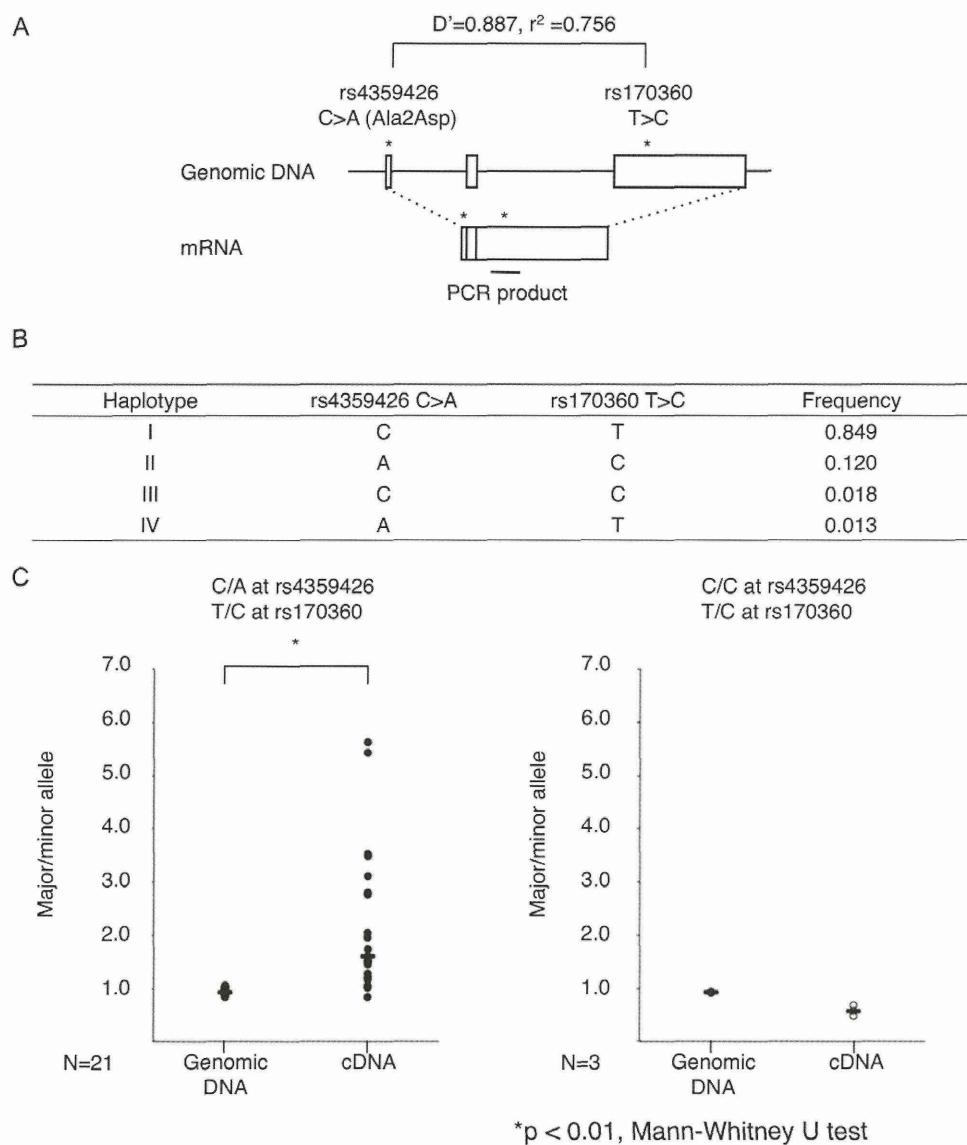 A
D'=0.887, r² =0.756
rs4359426
C>A (Ala2Asp)
rs170360
T>C
*
*
Genomic DNA
*
*
mRNA
PCR product
B
Haplotype rs4359426 C>A rs170360 T>C Frequency
I C T 0.849
II A C 0.120
III C C 0.018
IV A T 0.013
C
C/A at rs4359426
T/C at rs170360
*
Major/minor allele
7.0
6.0
5.0
4.0
3.0
2.0
1.0
N=21
Genomic DNA
cDNA
C/C at rs4359426
T/C at rs170360
Major/minor allele
7.0
6.0
5.0
4.0
3.0
2.0
1.0
N=3
Genomic DNA
cDNA
*p < 0.01, Mann-Whitney U test